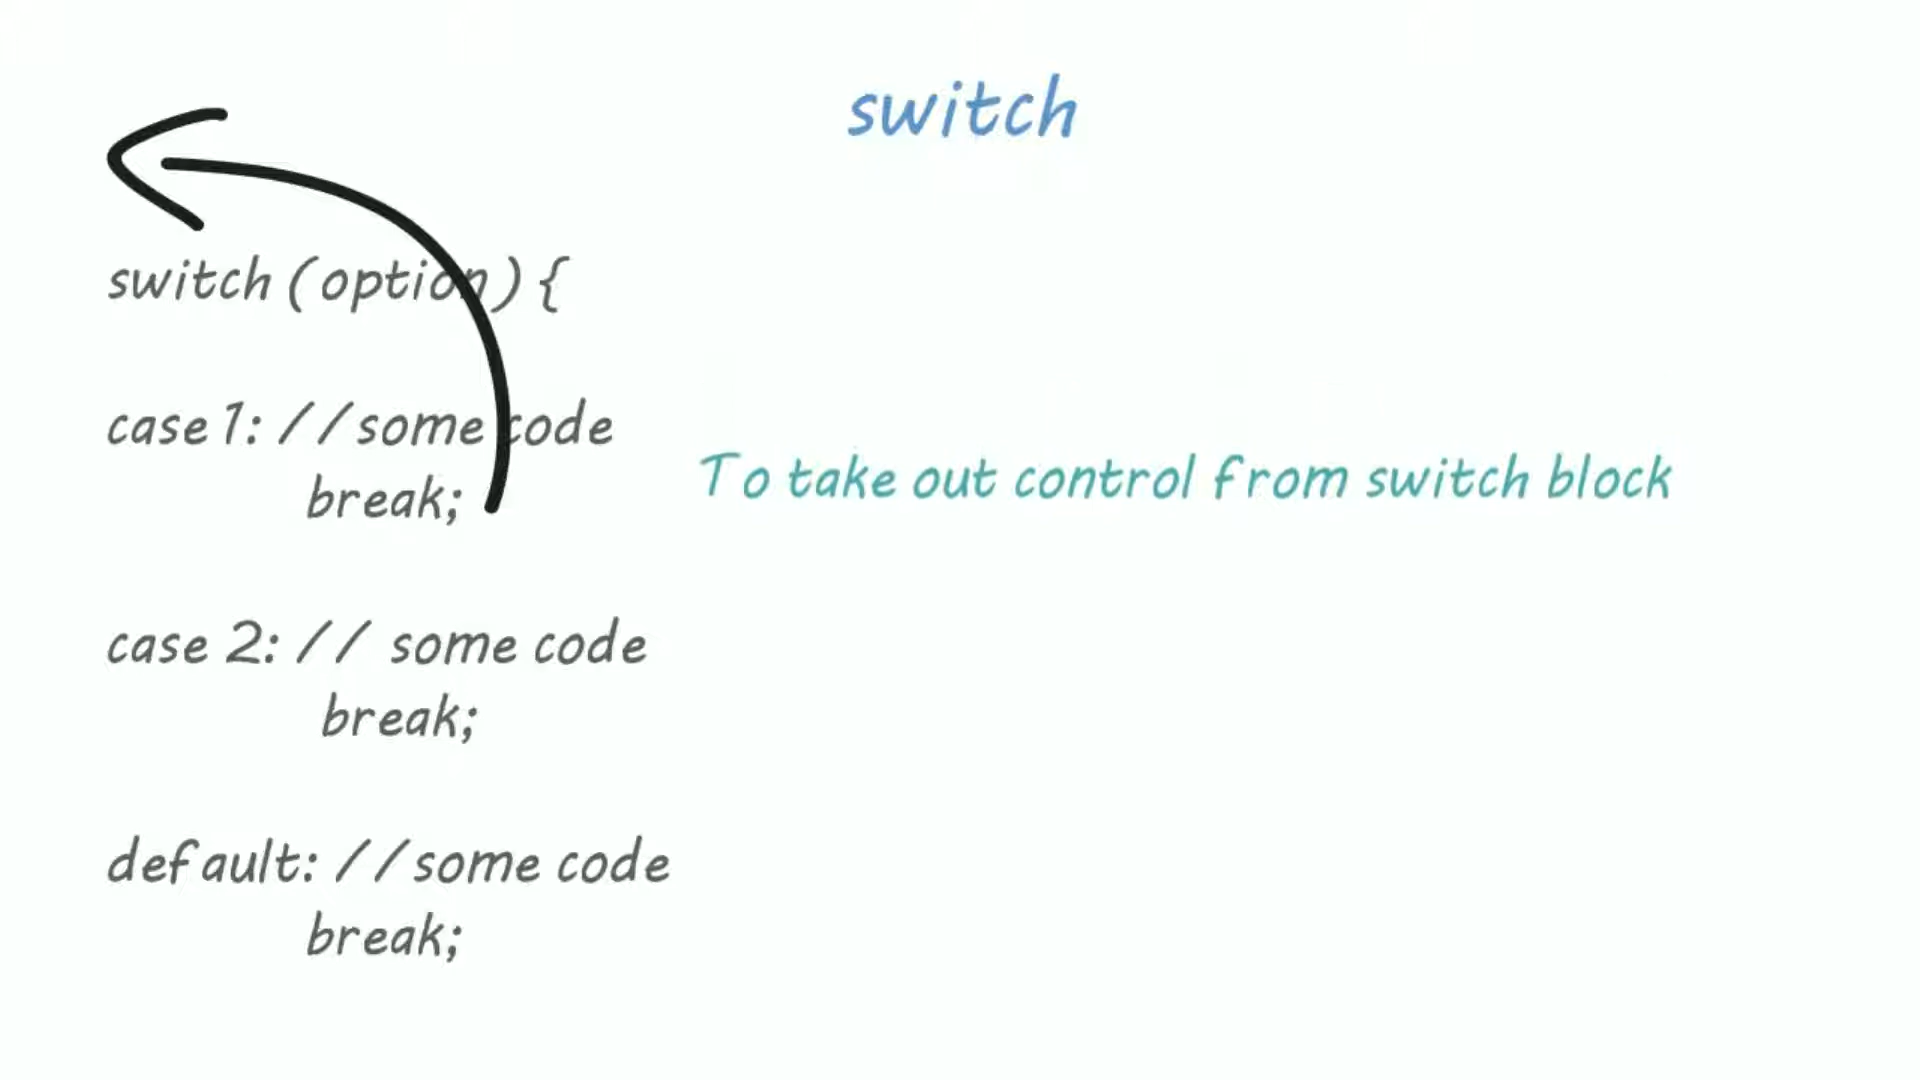 switch
switch (option) {
case 1: //some code
break;
To take out control from switch block
case 2: // some code
break;
default: //some code
break;